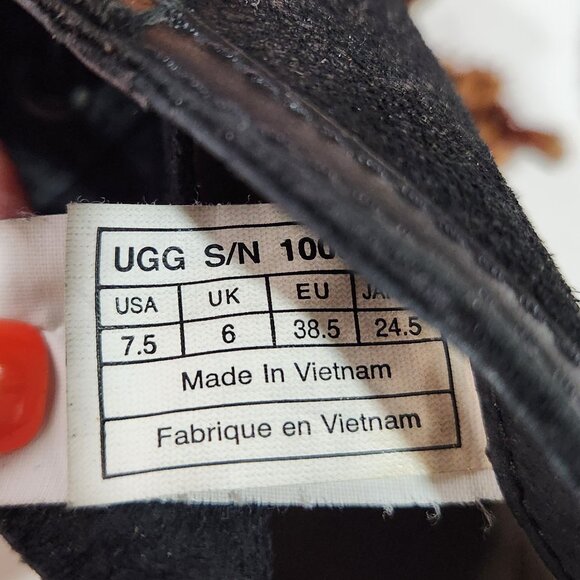 UGG S/N 100
USA UK EU
7.5 6 38.5 24.5
Made In Vietnam
Fabrique en Vietnam